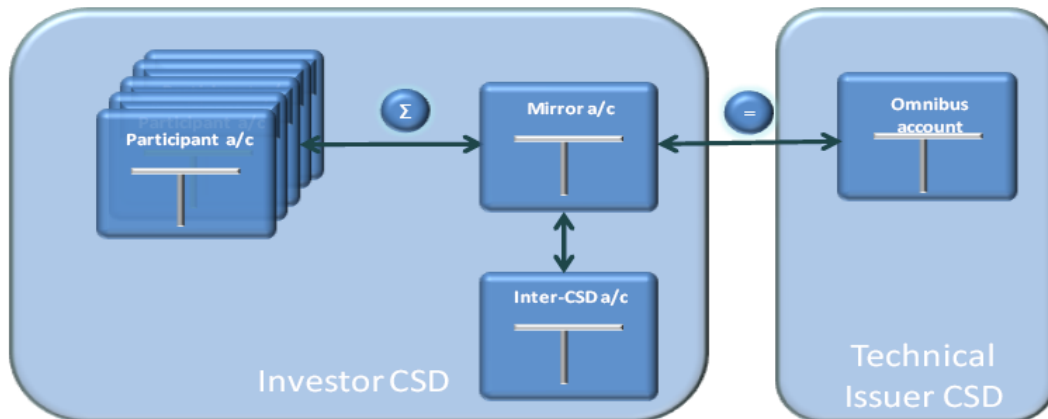 Participant a/c
Participant a/c
Σ
Mirror a/c
=
Omnibus
account
Inter-CSD a/c
Investor CSD
Technical
Issuer CSD